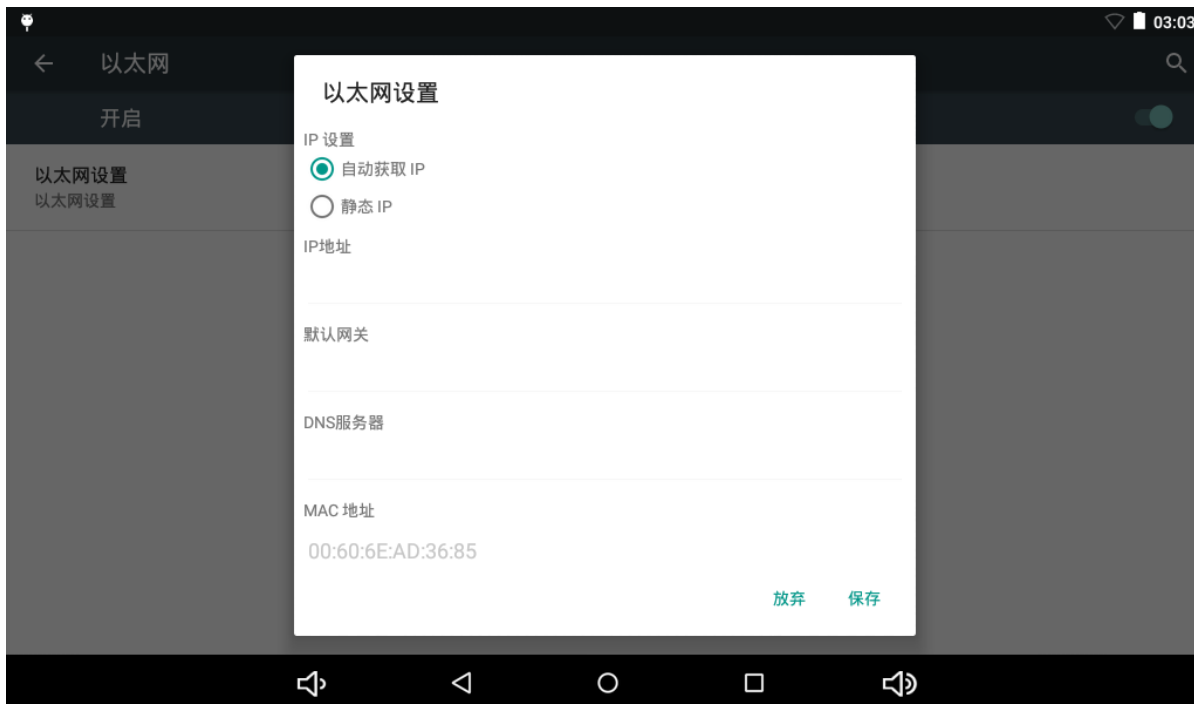 03:03
以太网
开启
以太网设置
以太网设置
以太网设置
IP 设置
自动获取 IP
静态 IP
IP地址
默认网关
DNS服务器
MAC 地址
00:60:6E:AD:36:85
放弃 保存